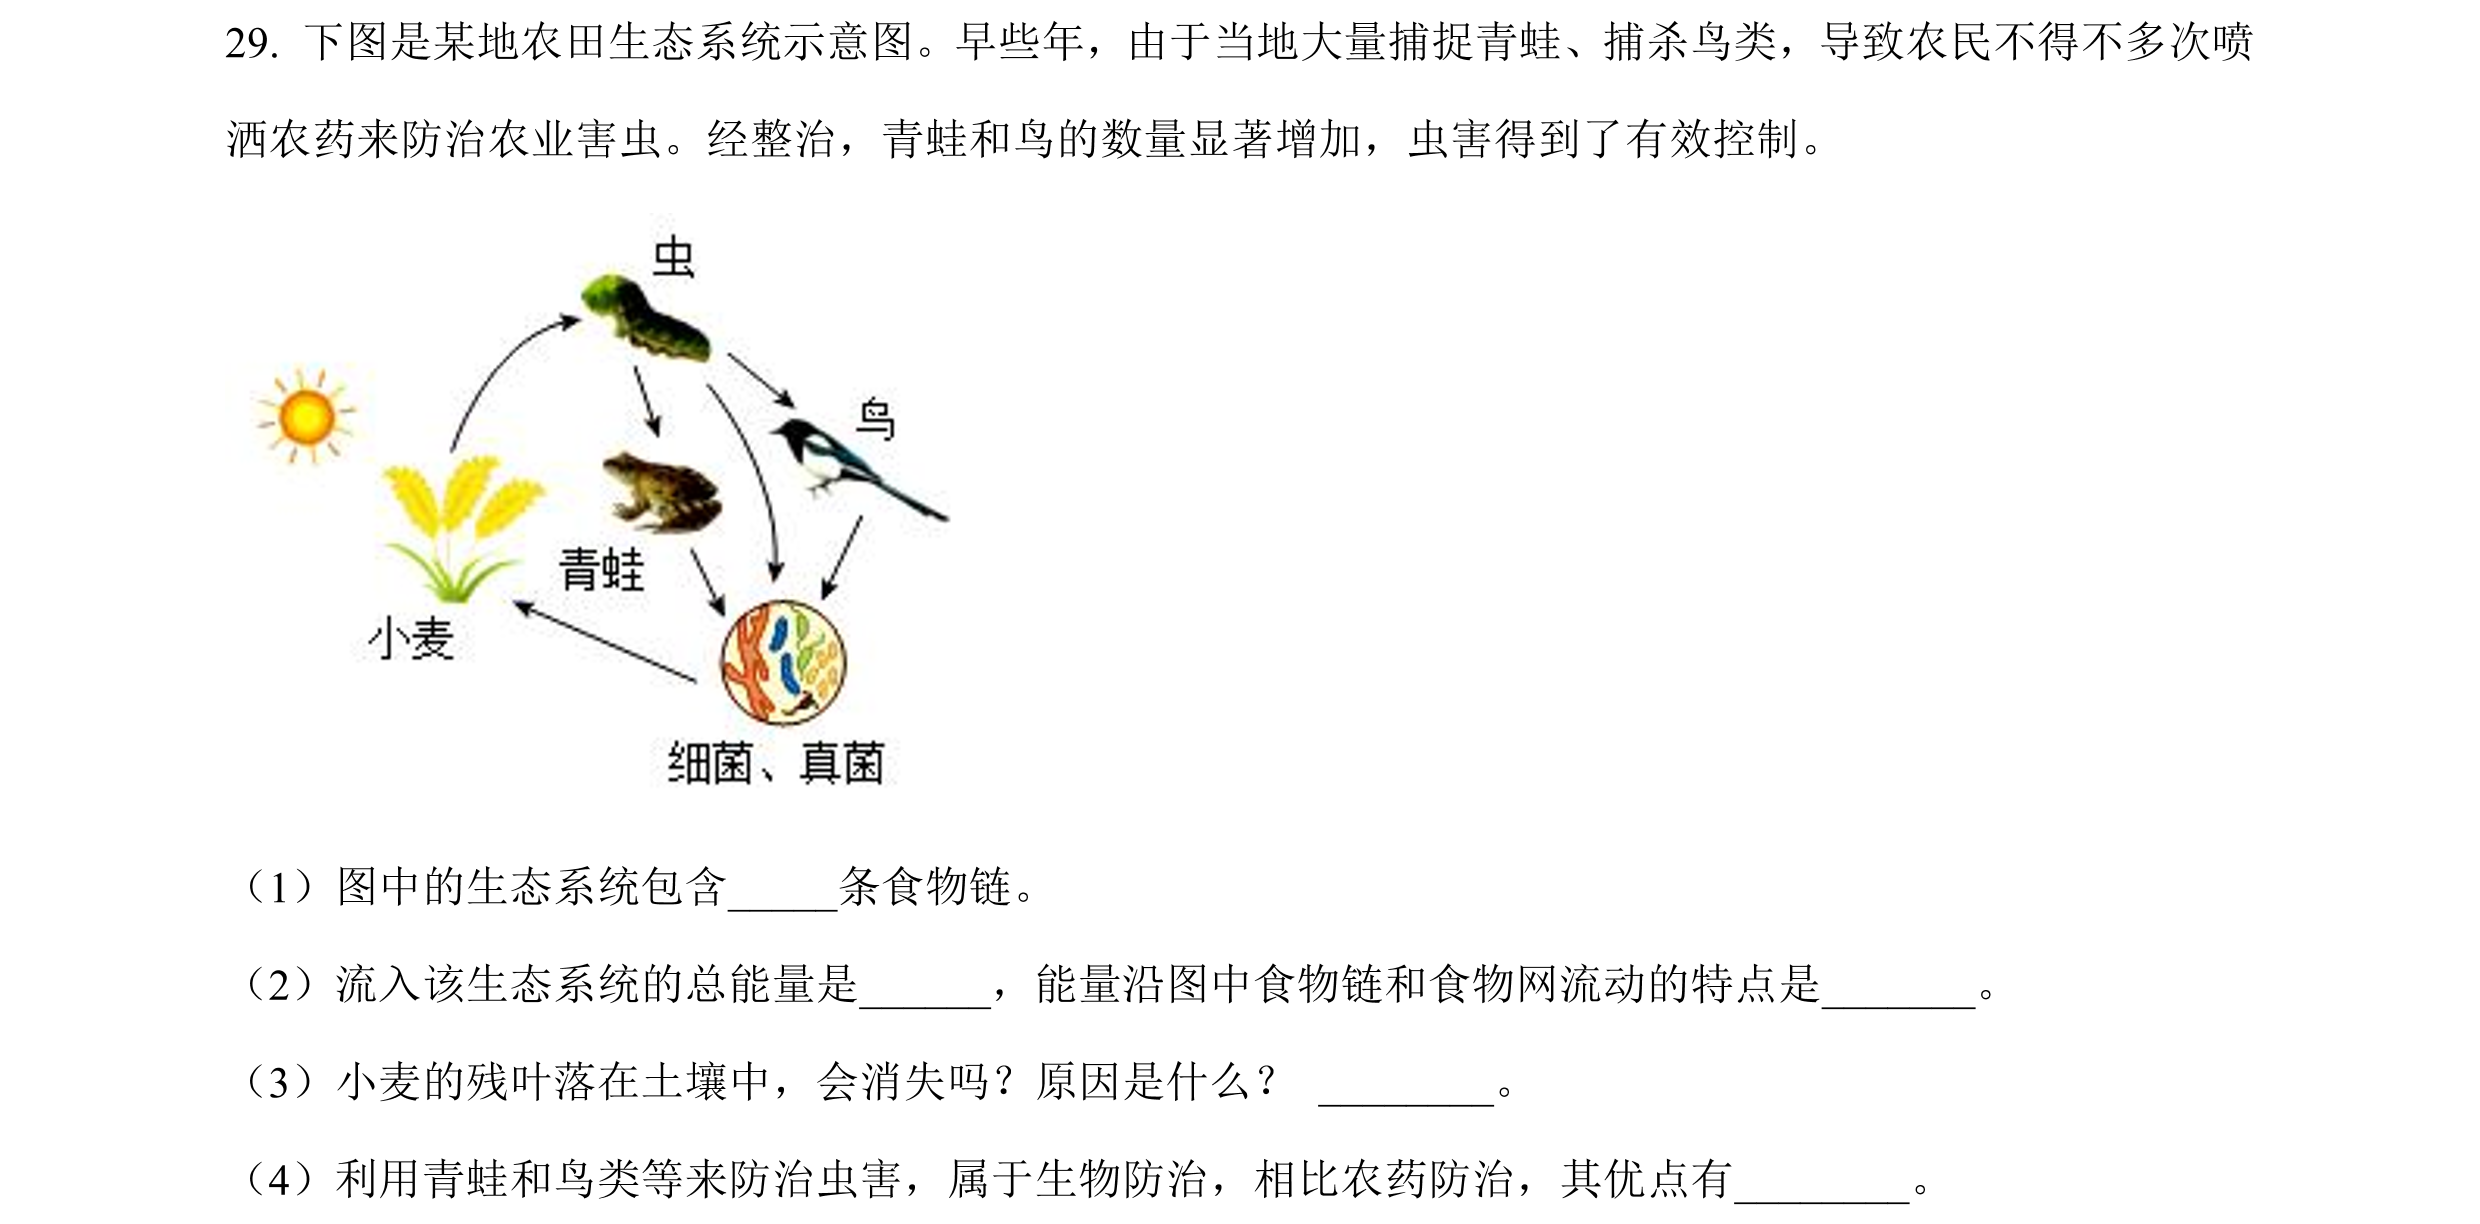 29. 下图是某地农田生态系统示意图。早些年，由于当地大量捕捉青蛙、捕杀鸟类，导致农民不得不多次喷
洒农药来防治农业害虫。经整治，青蛙和鸟的数量显著增加，虫害得到了有效控制。
虫
鸟
青蛙
小麦
细菌、真菌
（1）图中的生态系统包含_____条食物链。
（2）流入该生态系统的总能量是______，能量沿图中食物链和食物网流动的特点是_______。
（3）小麦的残叶落在土壤中，会消失吗？原因是什么？ ________。
（4）利用青蛙和鸟类等来防治虫害，属于生物防治，相比农药防治，其优点有________。